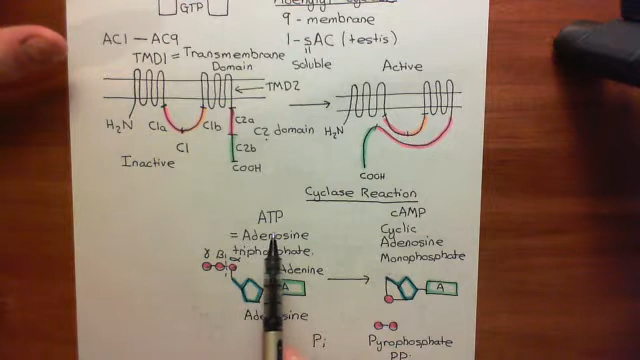 GTP
Adenylyl Cyclase
9 - membrane
AC1 — AC9
1 - sAC (testis)
TMD1 = Transmembrane
Domain
Soluble
Active
TMD2
H2N
C1a
C1b
C2a
C2 domain
C1
C2b
Inactive
COOH
H2N
COOH
Cyclase Reaction
ATP
= Adenosine
triphosphate.
γ β α
Adenine
A
cAMP
Cyclic
Adenosine
Monophosphate
A
Pi
Pyrophosphate
PPi